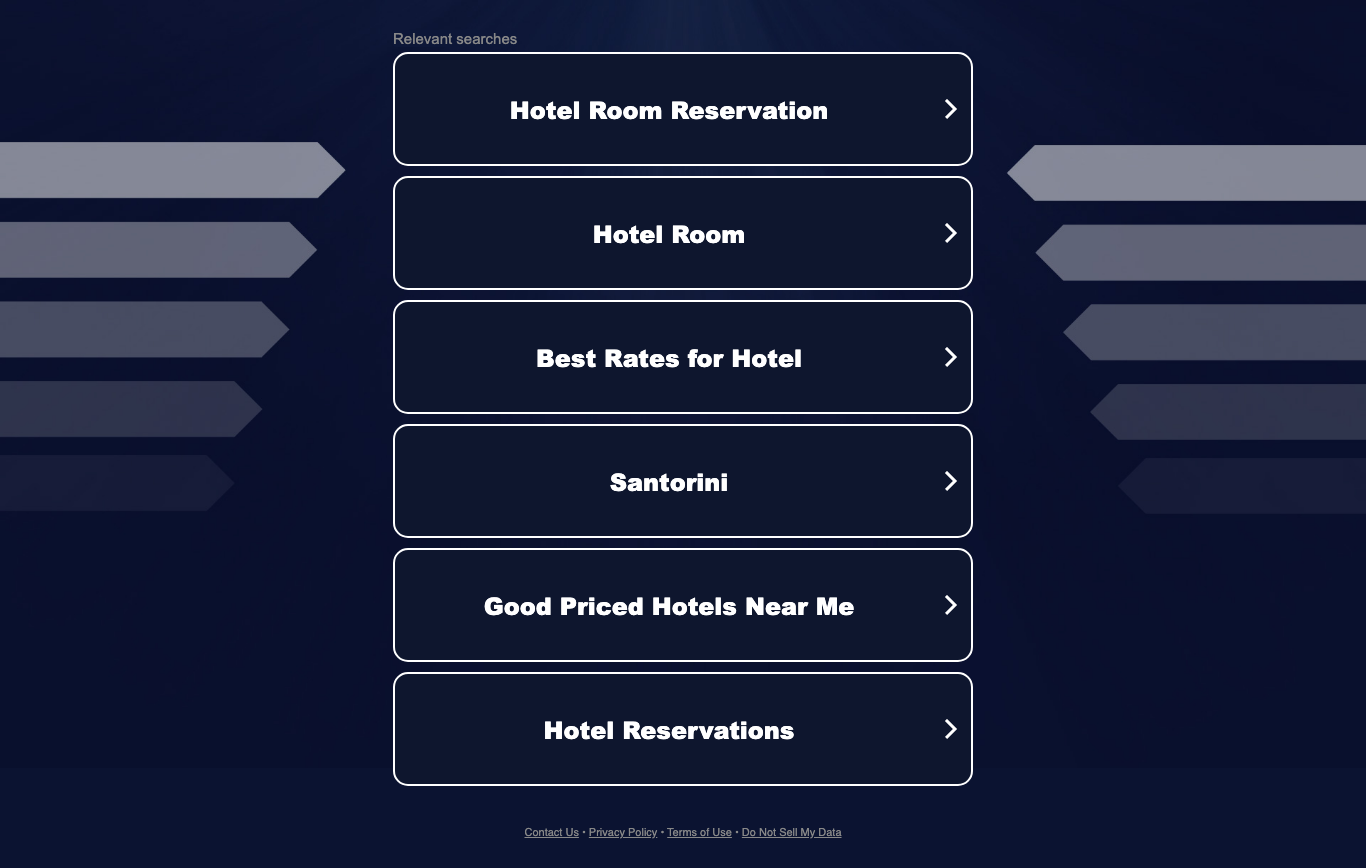 Relevant searches
Hotel Room Reservation
Hotel Room
Best Rates for Hotel
Santorini
Good Priced Hotels Near Me
Hotel Reservations
Contact Us • Privacy Policy • Terms of Use • Do Not Sell My Data